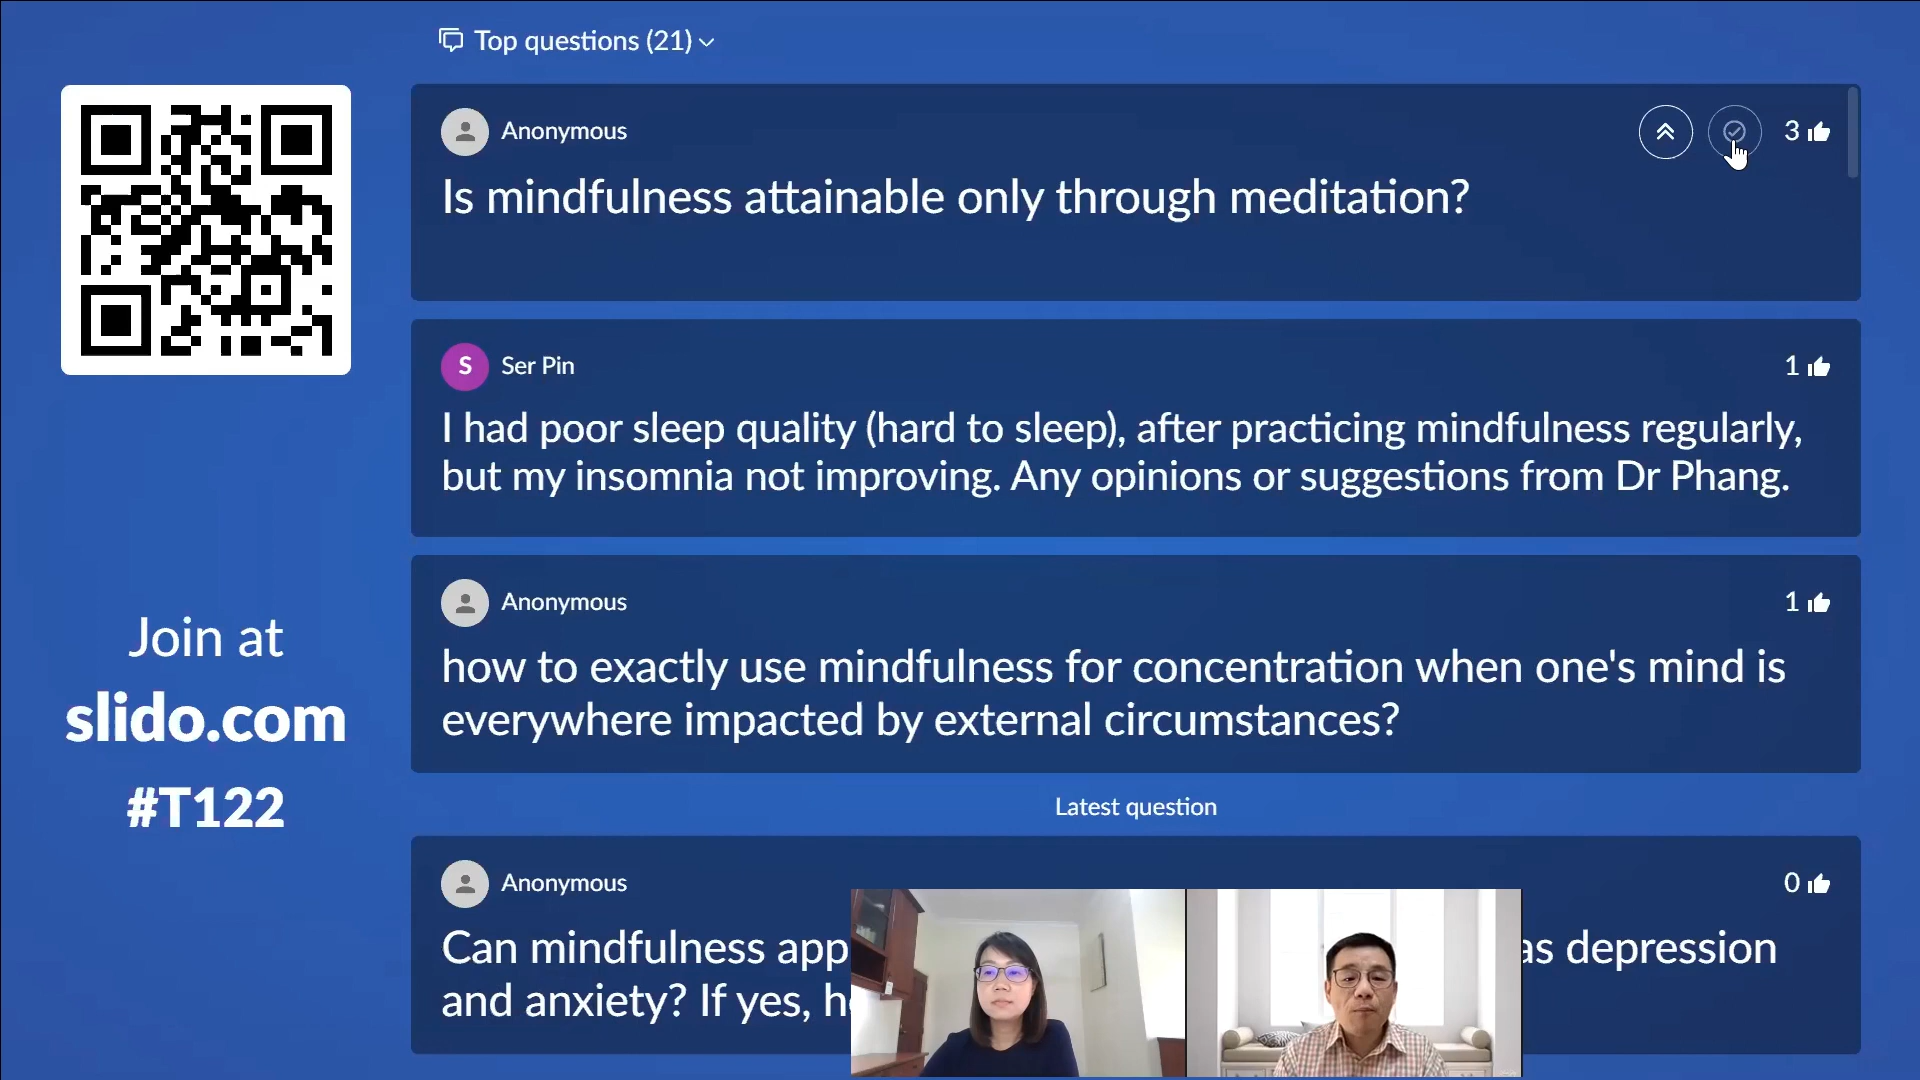 Top questions (21)
Anonymous
3
Is mindfulness attainable only through meditation?
S
Ser Pin
1
I had poor sleep quality (hard to sleep), after practicing mindfulness regularly,
but my insomnia not improving. Any opinions or suggestions from Dr Phang.
Anonymous
1
how to exactly use mindfulness for concentration when one's mind is
everywhere impacted by external circumstances?
Join at
slido.com
#T122
Latest question
Anonymous
0
Can mindfulness as depression
and anxiety? If yes,